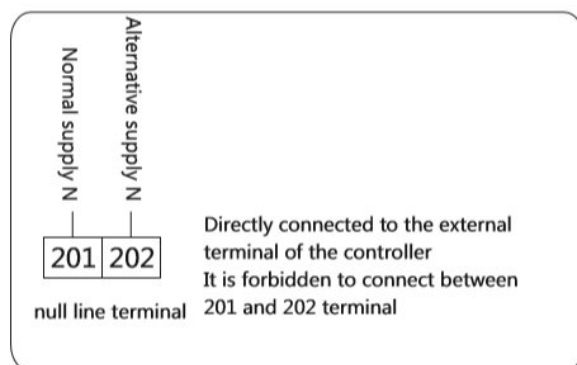 Normal supply N
Alternative supply N
201 202
null line terminal
Directly connected to the external
terminal of the controller
It is forbidden to connect between
201 and 202 terminal